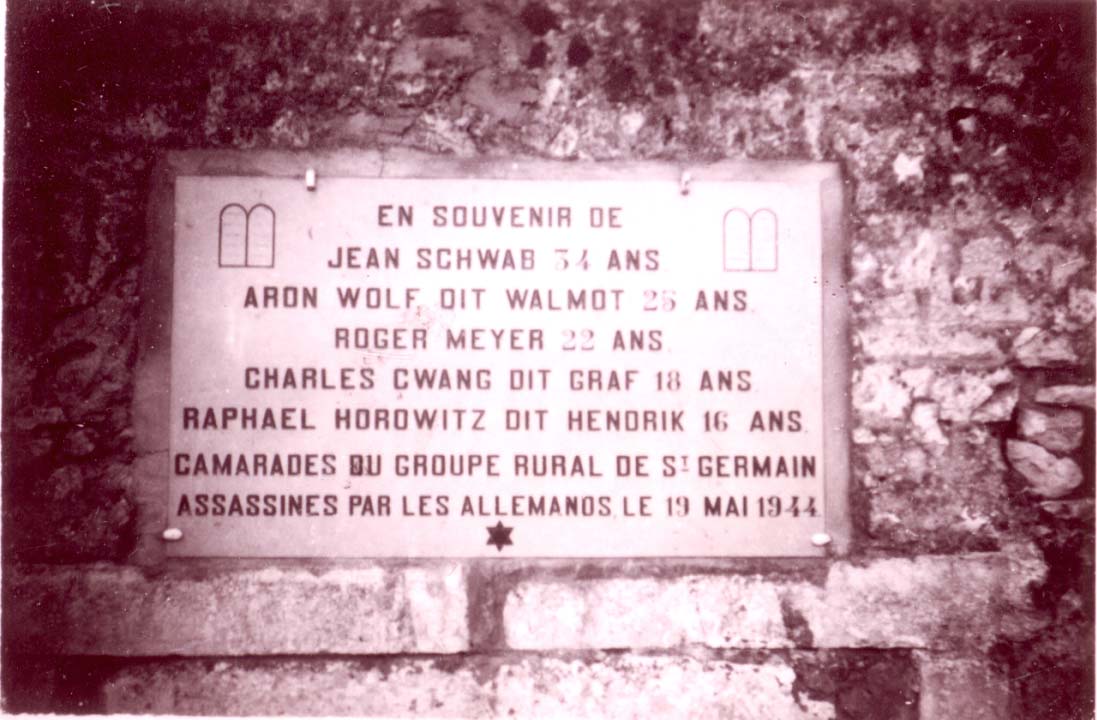 EN SOUVENIR DE
JEAN SCHWAB 34 ANS
ARON WOLF DIT WALMOT 25 ANS
ROGER MEYER 22 ANS.
CHARLES CWANG DIT GRAF 18 ANS
RAPHAEL HOROWITZ DIT HENDRIK 16 ANS.
CAMARADES DU GROUPE RURAL DE ST GERMAIN
ASSASSINES PAR LES ALLEMANDS LE 19 MAI 1944